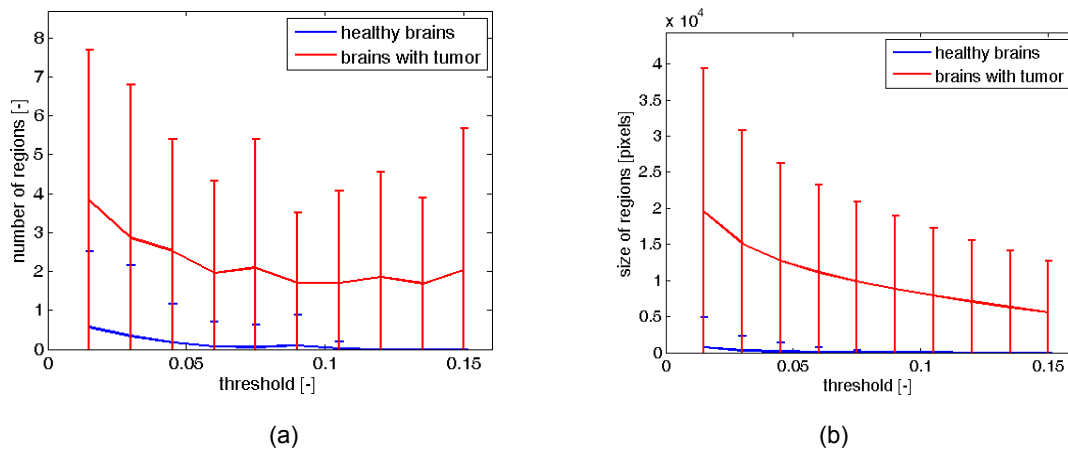 healthy brains
brains with tumor
number of regions [-]
8
7
6
5
4
3
2
1
0
0
0.05
0.1
0.15
threshold [-]
(a)
x 10⁴
healthy brains
brains with tumor
size of regions [pixels]
4
3.5
3
2.5
2
1.5
1
0.5
0
0
0.05
0.1
0.15
threshold [-]
(b)